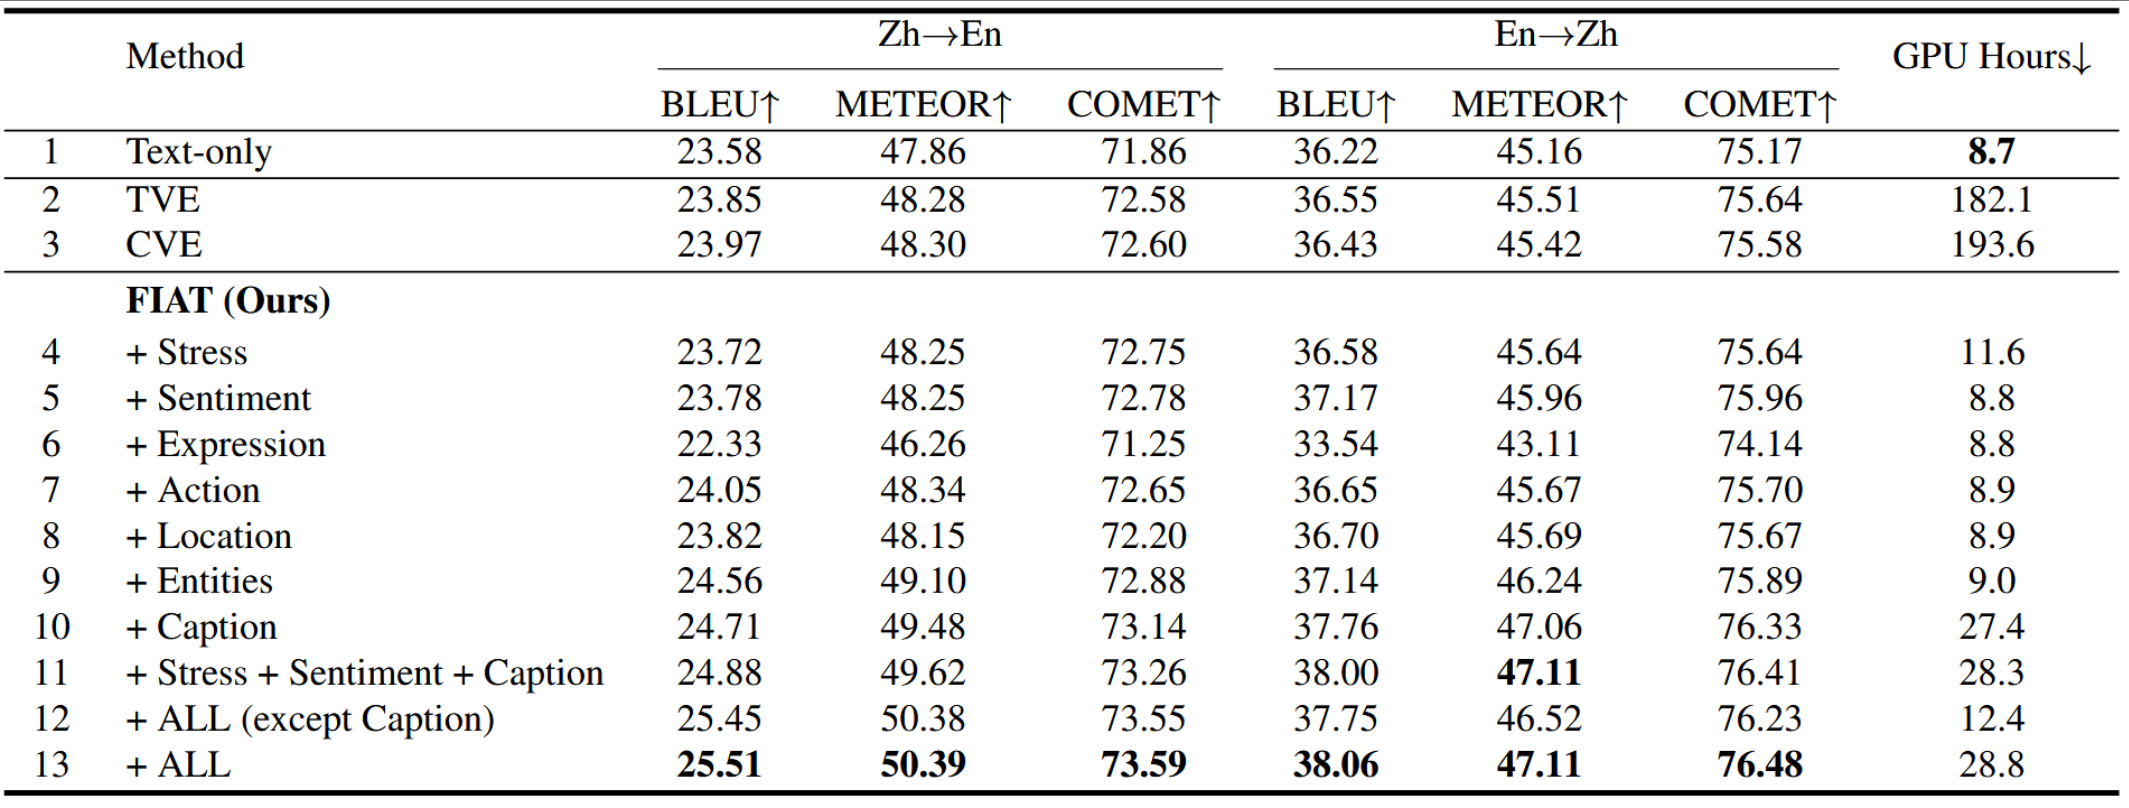 Method Zh→En En→Zh GPU Hours↓
BLEU↑ METEOR↑ COMET↑ BLEU↑ METEOR↑ COMET↑
1 Text-only 23.58 47.86 71.86 36.22 45.16 75.17 8.7
2 TVE 23.85 48.28 72.58 36.55 45.51 75.64 182.1
3 CVE 23.97 48.30 72.60 36.43 45.42 75.58 193.6
FIAT (Ours)
4 + Stress 23.72 48.25 72.75 36.58 45.64 75.64 11.6
5 + Sentiment 23.78 48.25 72.78 37.17 45.96 75.96 8.8
6 + Expression 22.33 46.26 71.25 33.54 43.11 74.14 8.8
7 + Action 24.05 48.34 72.65 36.65 45.67 75.70 8.9
8 + Location 23.82 48.15 72.20 36.70 45.69 75.67 8.9
9 + Entities 24.56 49.10 72.88 37.14 46.24 75.89 9.0
10 + Caption 24.71 49.48 73.14 37.76 47.06 76.33 27.4
11 + Stress + Sentiment + Caption 24.88 49.62 73.26 38.00 47.11 76.41 28.3
12 + ALL (except Caption) 25.45 50.38 73.55 37.75 46.52 76.23 12.4
13 + ALL 25.51 50.39 73.59 38.06 47.11 76.48 28.8